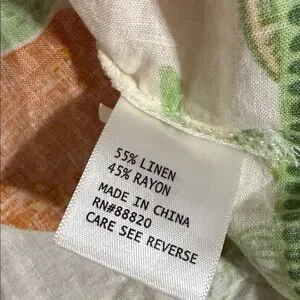 55% LINEN
45% RAYON
MADE IN CHINA
RN#88820
CARE SEE REVERSE